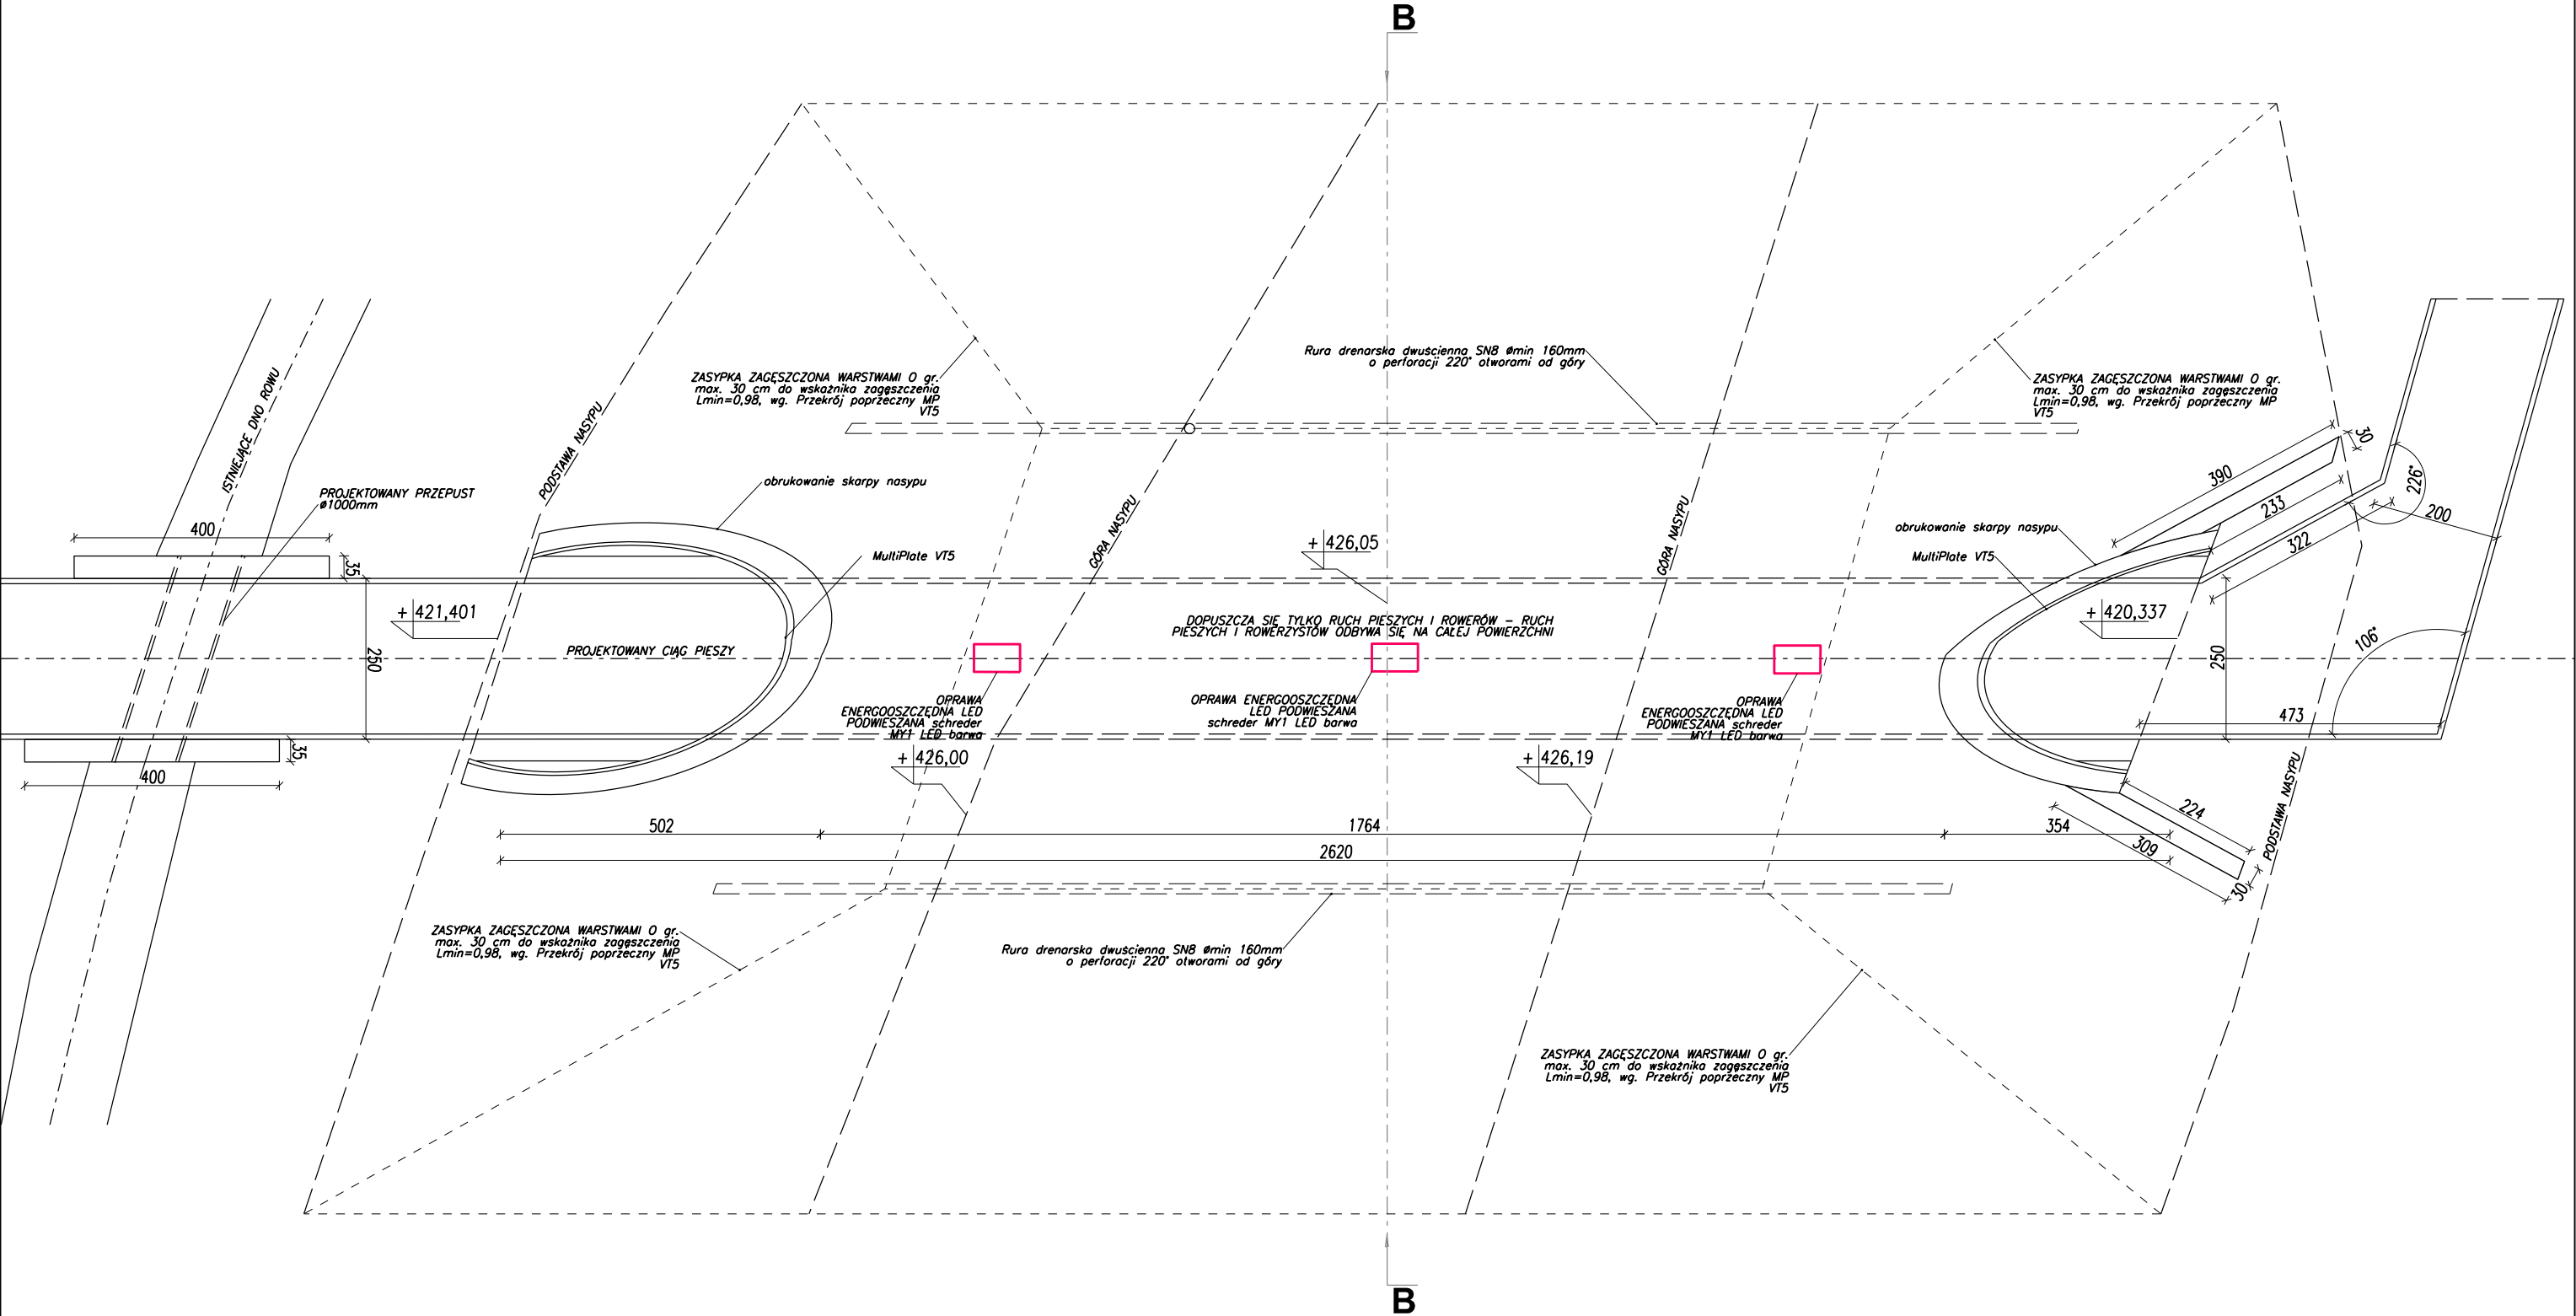 B
Rura drenarska dwuścienna SN8 ømin 160mm
o perforacji 220° otworami od góry
ZASYPKA ZAGĘSZCZONA WARSTWAMI O gr.
max. 30 cm do wskaźnika zagęszczenia
Lmin=0,98, wg. Przekrój poprzeczny MP
VT5
ZASYPKA ZAGĘSZCZONA WARSTWAMI O gr.
max. 30 cm do wskaźnika zagęszczenia
Lmin=0,98, wg. Przekrój poprzeczny MP
VT5
ISTNIEJĄCE DNO ROWU
PODSTAWA NASYPU
30
390
226°
233
200
322
obrukowanie skarpy nasypu
PROJEKTOWANY PRZEPUST
ø1000mm
GÓRA NASYPU
GÓRA NASYPU
400
35
obrukowanie skarpy nasypu
MultiPlate VT5
+426,05
MultiPlate VT5
+421,401
+420,337
DOPUSZCZA SIĘ TYLKO RUCH PIESZYCH I ROWERÓW – RUCH
PIESZYCH I ROWERZYSTÓW ODBYWA SIĘ NA CAŁEJ POWIERZCHNI
250
PROJEKTOWANY CIĄG PIESZY
250
106°
OPRAWA
ENERGOOSZCZĘDNA LED
PODWIESZANA schreder
MY1 LED barwa
OPRAWA ENERGOOSZCZĘDNA
LED PODWIESZANA
schreder MY1 LED barwa
OPRAWA
ENERGOOSZCZĘDNA LED
PODWIESZANA schreder
MY1 LED barwa
473
35
400
+426,00
+426,19
PODSTAWA NASYPU
224
309
30
502
1764
354
2620
ZASYPKA ZAGĘSZCZONA WARSTWAMI O gr.
max. 30 cm do wskaźnika zagęszczenia
Lmin=0,98, wg. Przekrój poprzeczny MP
VT5
Rura drenarska dwuścienna SN8 ømin 160mm
o perforacji 220° otworami od góry
ZASYPKA ZAGĘSZCZONA WARSTWAMI O gr.
max. 30 cm do wskaźnika zagęszczenia
Lmin=0,98, wg. Przekrój poprzeczny MP
VT5
B